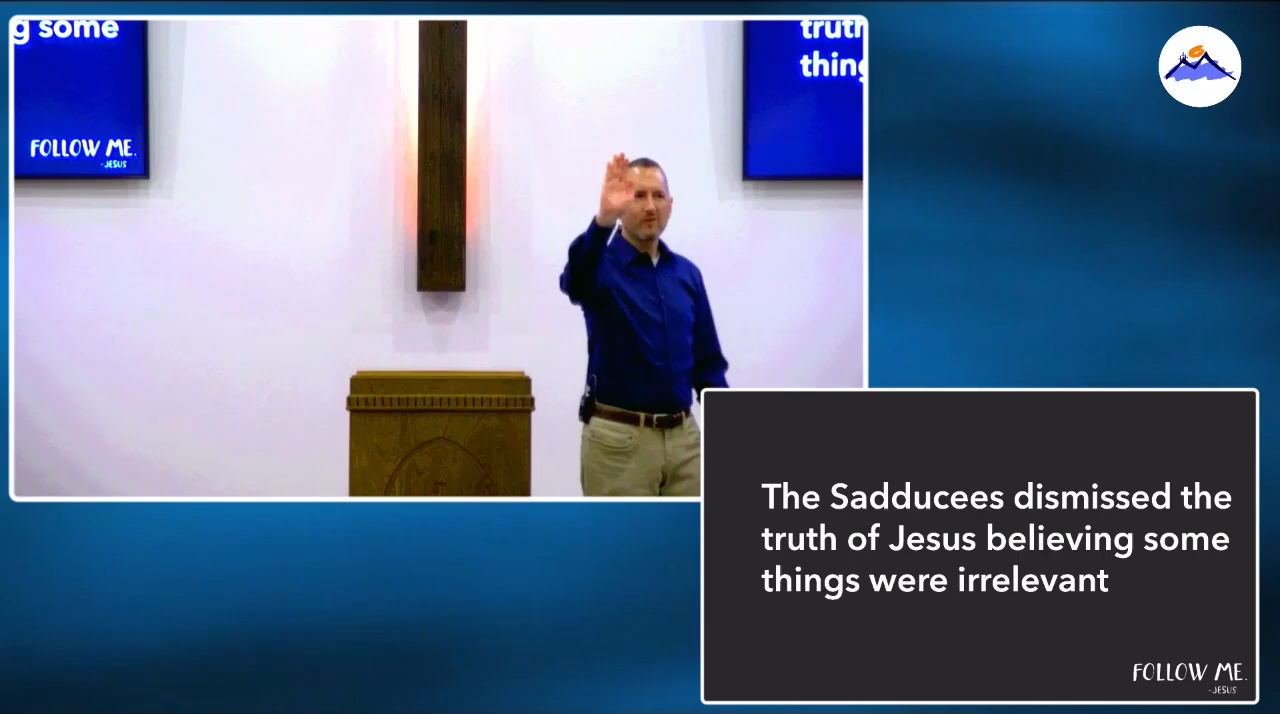 g some
FOLLOW ME.
-JESUS
truth
thing
The Sadducees dismissed the
truth of Jesus believing some
things were irrelevant
FOLLOW ME.
-JESUS